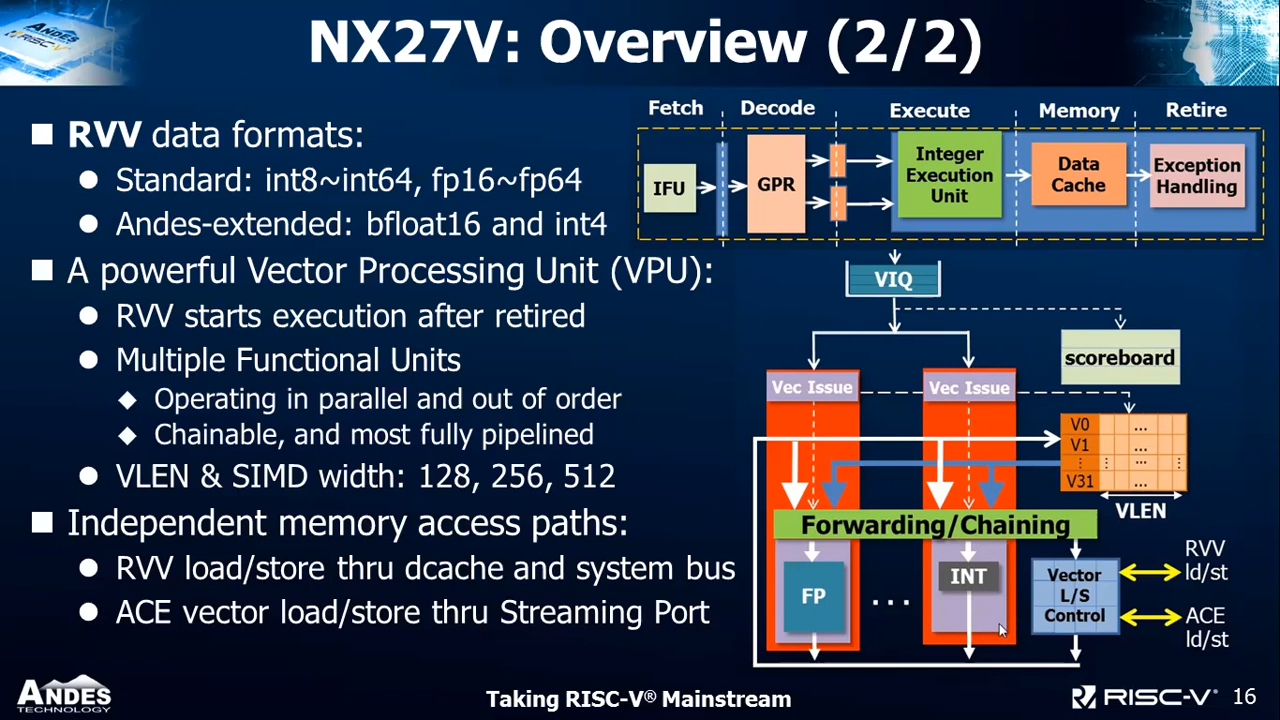 ANDES
RISC-V
NX27V: Overview (2/2)
RVV data formats:
Standard: int8~int64, fp16~fp64
Andes-extended: bfloat16 and int4
A powerful Vector Processing Unit (VPU):
RVV starts execution after retired
Multiple Functional Units
Operating in parallel and out of order
Chainable, and most fully pipelined
VLEN & SIMD width: 128, 256, 512
Independent memory access paths:
RVV load/store thru dcache and system bus
ACE vector load/store thru Streaming Port
Fetch
Decode
Execute
Memory
Retire
IFU
GPR
Integer
Execution
Unit
Data
Cache
Exception
Handling
VIQ
scoreboard
Vec Issue
Vec Issue
V0 ...
V1 ...
⋮ ⋮ ... ⋮
V31 ...
VLEN
Forwarding/Chaining
FP
...
INT
Vector
L/S
Control
RVV
ld/st
ACE
ld/st
ANDES
TECHNOLOGY
Taking RISC-V® Mainstream
RISC-V®
16